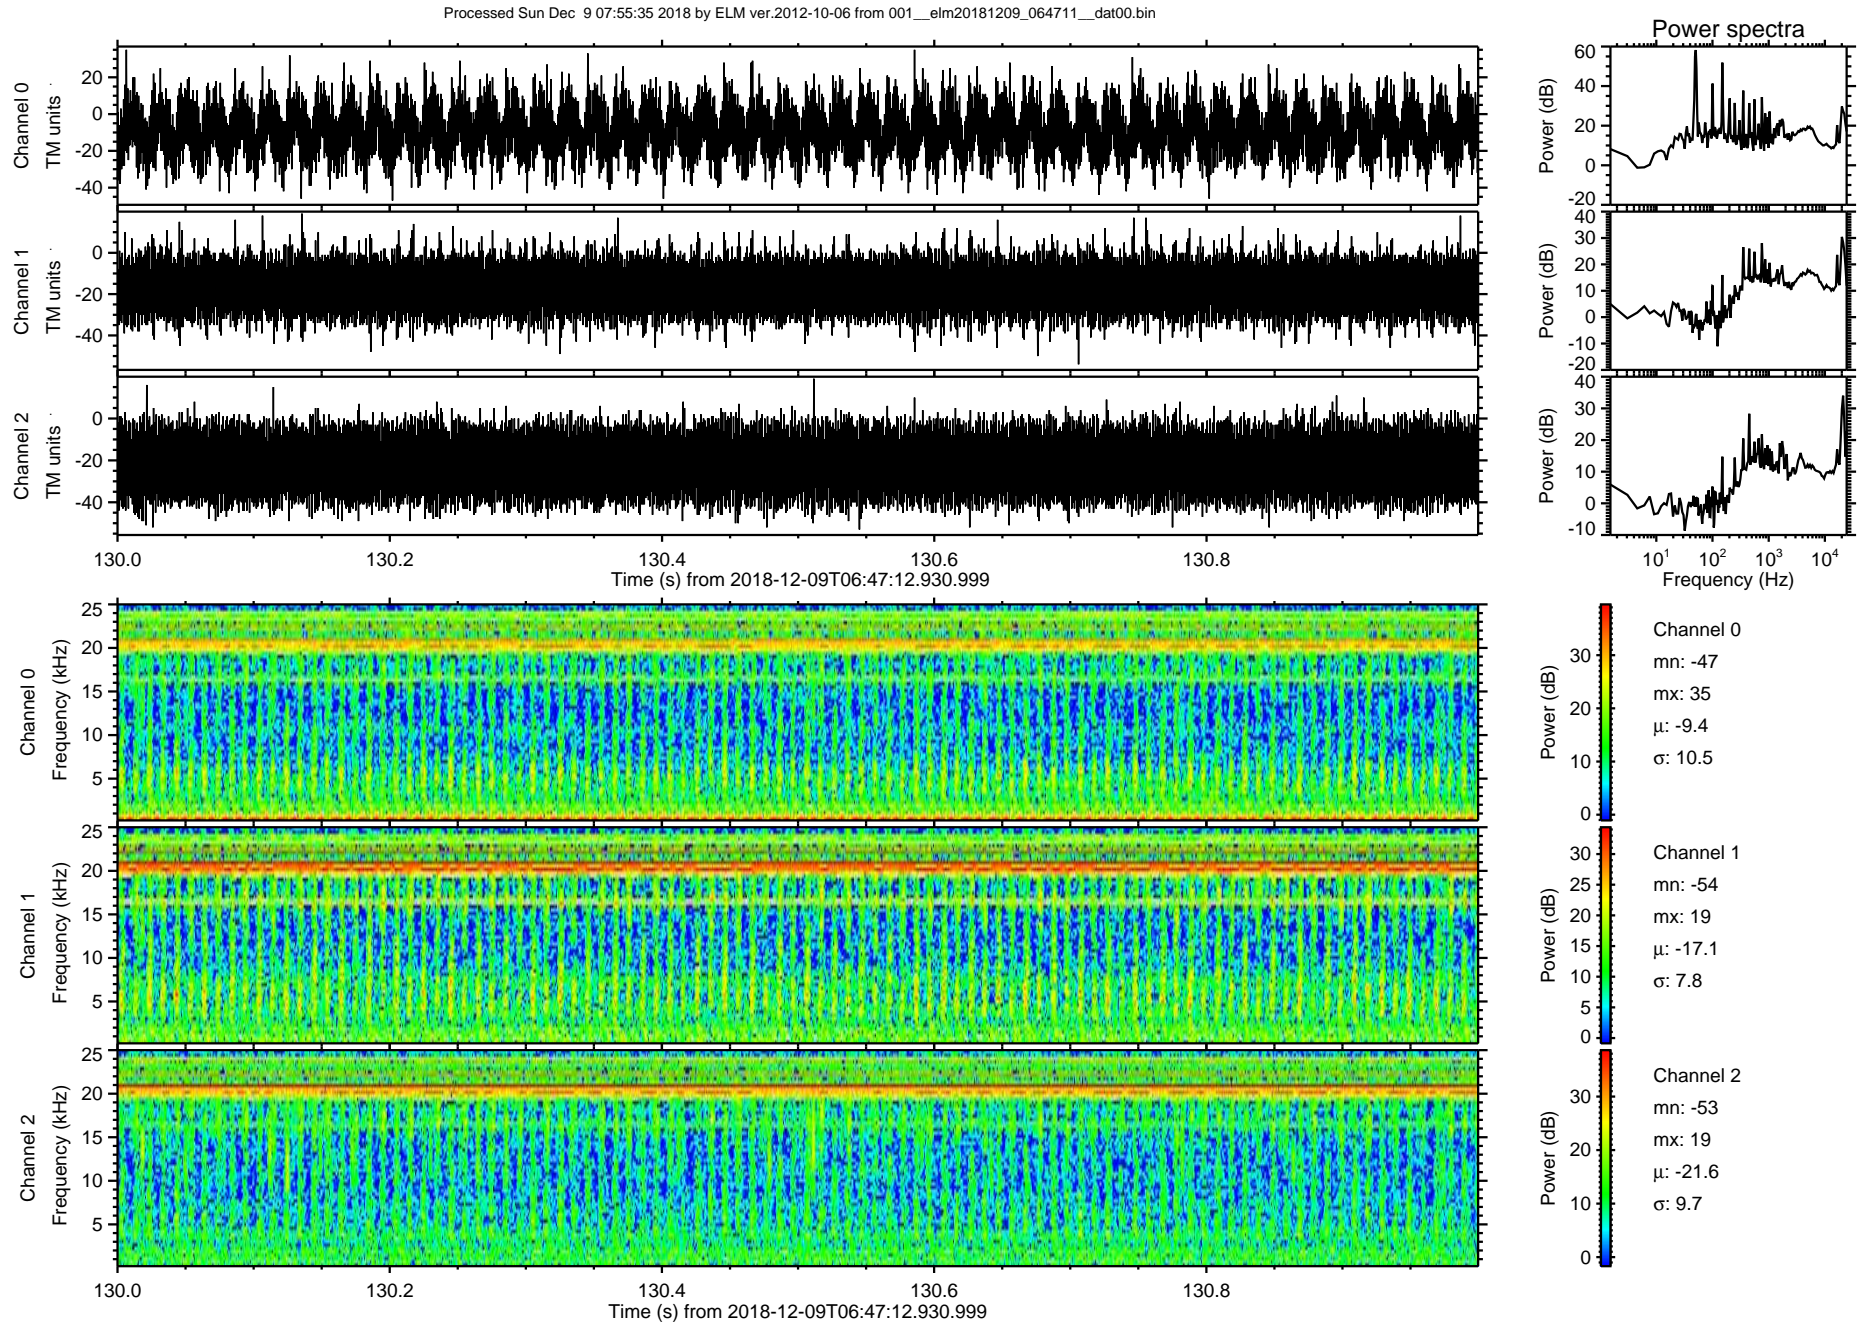 Processed Sun Dec  9 07:55:35 2018 by ELM ver.2012-10-06 from 001__elm20181209_064711__dat00.bin
Power spectra
Channel 0
TM units
20
0
-20
-40
Power (dB)
60
40
20
0
-20
Channel 1
TM units
0
-20
-40
Power (dB)
40
30
20
10
0
-10
-20
Channel 2
TM units
0
-20
-40
Power (dB)
40
30
20
10
0
-10
130.0 130.2 130.4 130.6 130.8
Time (s) from 2018-12-09T06:47:12.930.999
10^1 10^2 10^3 10^4
Frequency (Hz)
Channel 0
Frequency (kHz)
25
20
15
10
5
Power (dB)
30
20
10
0
Channel 0
mn: -47
mx: 35
μ: -9.4
σ: 10.5
Channel 1
Frequency (kHz)
25
20
15
10
5
Power (dB)
30
25
20
15
10
5
0
Channel 1
mn: -54
mx: 19
μ: -17.1
σ: 7.8
Channel 2
Frequency (kHz)
25
20
15
10
5
Power (dB)
30
20
10
0
Channel 2
mn: -53
mx: 19
μ: -21.6
σ: 9.7
130.0 130.2 130.4 130.6 130.8
Time (s) from 2018-12-09T06:47:12.930.999